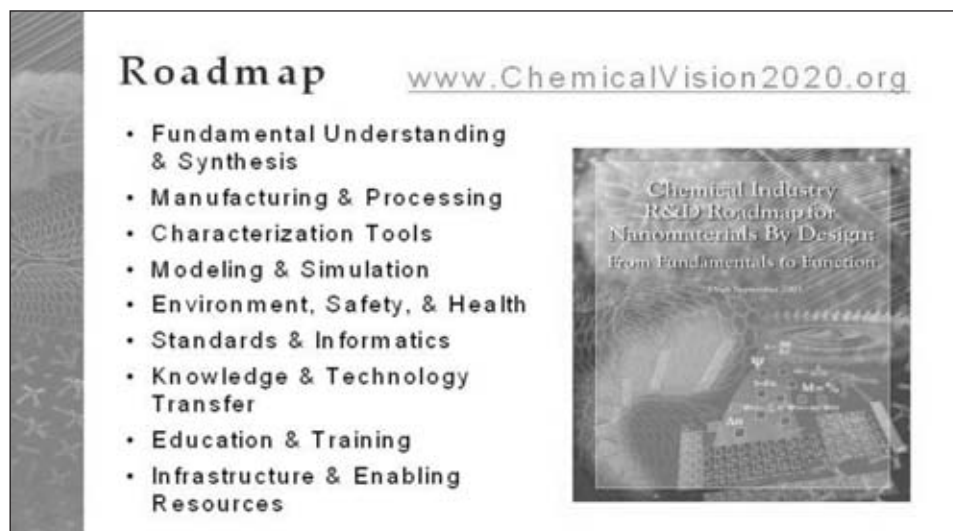 Roadmap
www.ChemicalVision2020.org
• Fundamental Understanding
& Synthesis
• Manufacturing & Processing
• Characterization Tools
• Modeling & Simulation
• Environment, Safety, & Health
• Standards & Informatics
• Knowledge & Technology
Transfer
• Education & Training
• Infrastructure & Enabling
Resources
Chemical Industry
R&D Roadmap for
Nanomaterials By Design:
From Fundamentals to Function